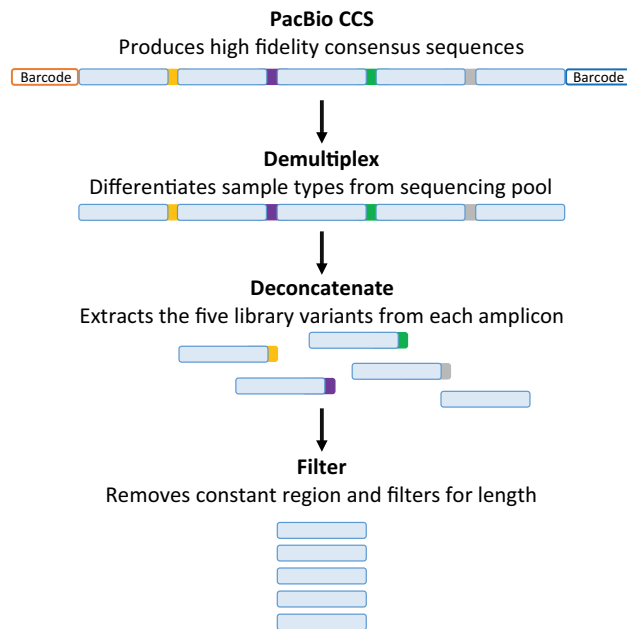 PacBio CCS
Produces high fidelity consensus sequences
Barcode Barcode
Demultiplex
Differentiates sample types from sequencing pool
Deconcatenate
Extracts the five library variants from each amplicon
Filter
Removes constant region and filters for length